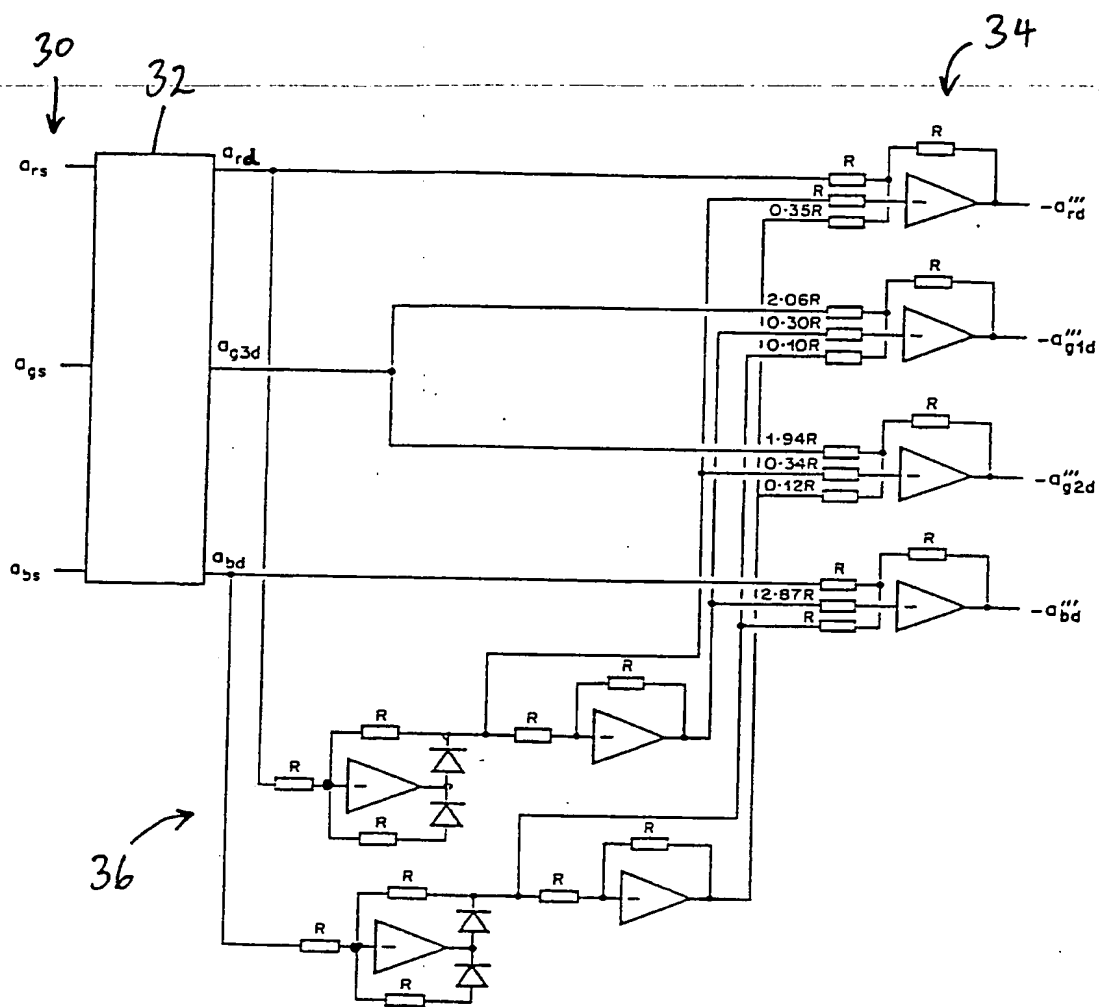 30
32
34
a_rs
a_rd
R
R
R
0·35R
-a'''_rd
a_gs
a_g3d
R
2·06R
0·30R
0·10R
-a'''_g1d
R
1·94R
0·34R
0·12R
-a'''_g2d
a_bs
a_bd
R
R
2·87R
R
-a'''_bd
R
R
R
R
R
R
R
R
R
R
36